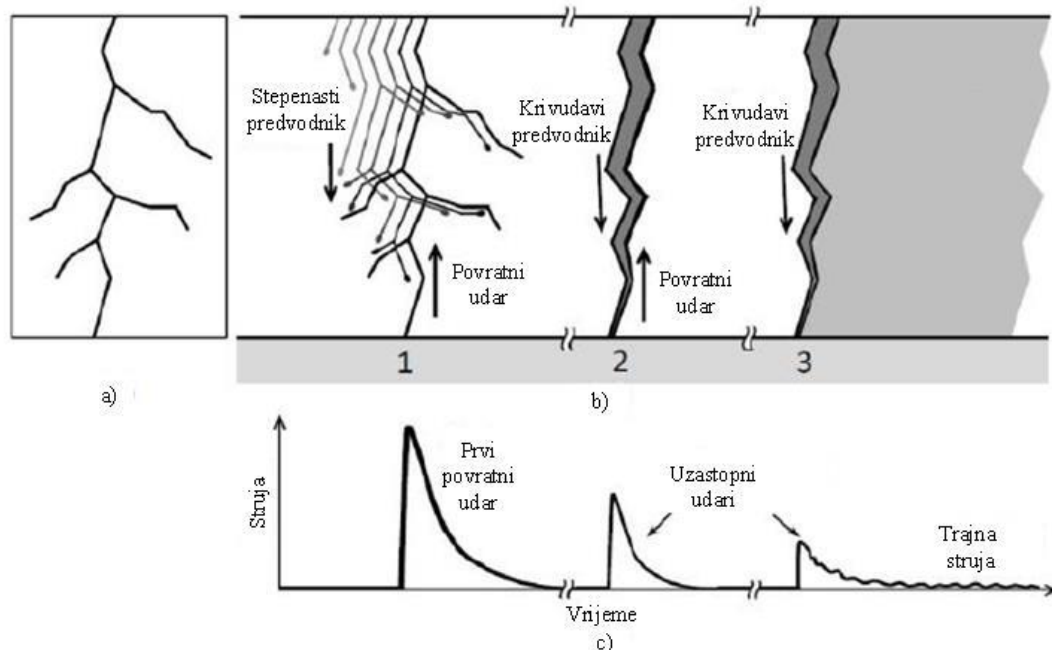 Stepenasti
predvodnik
Krivudavi
predvodnik
Krivudavi
predvodnik
Povratni
udar
Povratni
udar
1
2
3
a)
b)
Struja
Prvi
povratni
udar
Uzastopni
udari
Trajna
struja
Vrijeme
c)